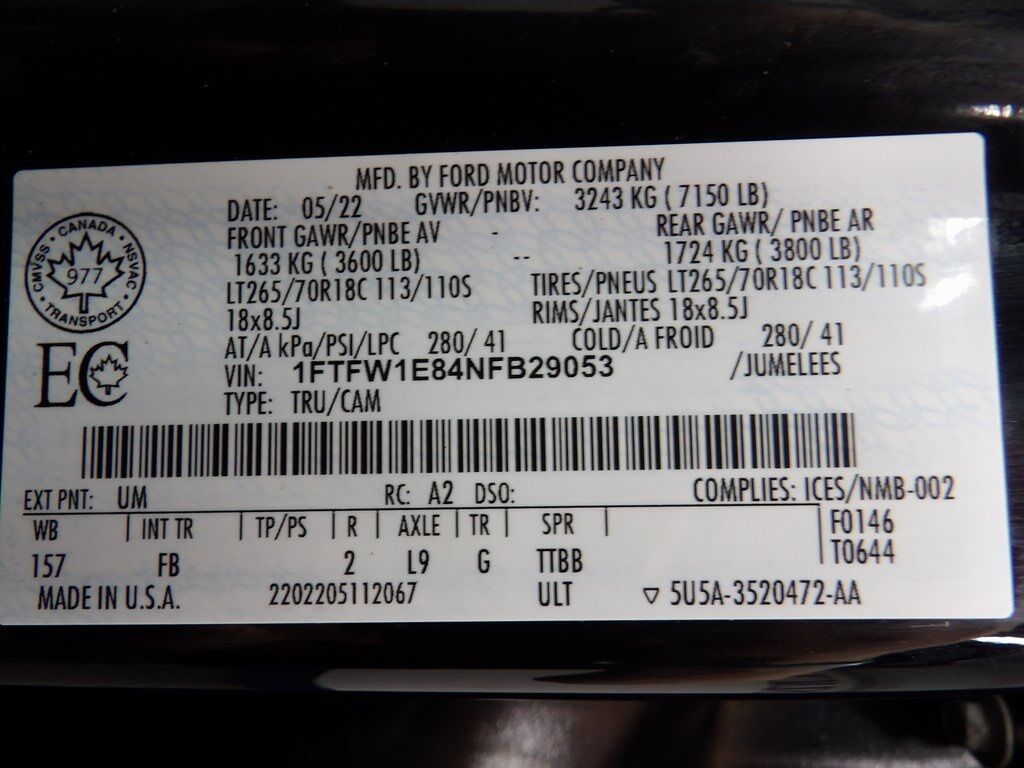 MFD. BY FORD MOTOR COMPANY
DATE: 05/22 GVWR/PNBV: 3243 KG ( 7150 LB)
FRONT GAWR/PNBE AV - REAR GAWR/ PNBE AR
1633 KG ( 3600 LB) -- 1724 KG ( 3800 LB)
LT265/70R18C 113/110S TIRES/PNEUS LT265/70R18C 113/110S
18x8.5J RIMS/JANTES 18x8.5J
AT/A kPa/PSI/LPC 280/ 41 COLD/A FROID 280/ 41
VIN: 1FTFW1E84NFB29053 /JUMELEES
TYPE: TRU/CAM
CMVSS · CANADA · NSVAC · TRANSPORT ·
977
EC
EXT PNT: UM RC: A2 DSO: COMPLIES: ICES/NMB-002
WB | INT TR | TP/PS | R | AXLE | TR | SPR | F0146
157 FB 2 L9 G TTBB T0644
MADE IN U.S.A. 2202205112067 ULT ▽ 5U5A-3520472-AA